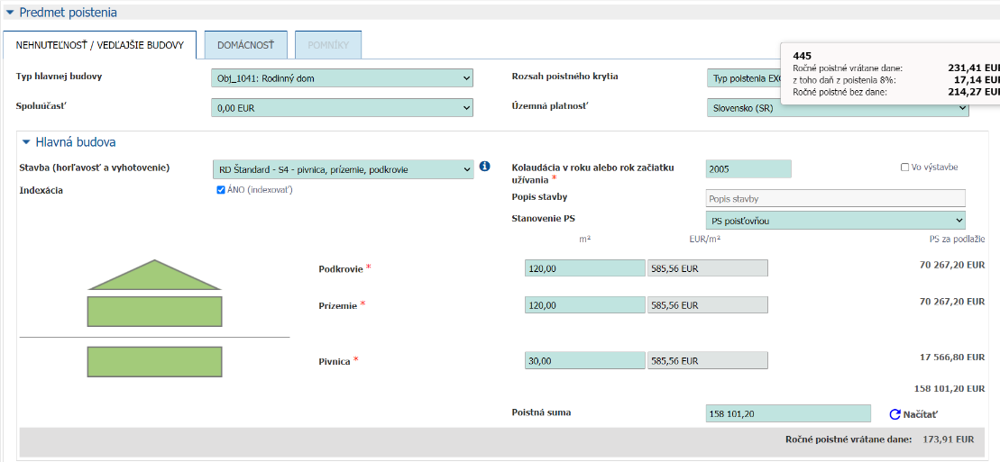 Predmet poistenia
NEHNUTEĽNOSŤ / VEDĽAJŠIE BUDOVY
DOMÁCNOSŤ
POMNÍKY
445
Ročné poistné vrátane dane: 231,41 EUR
z toho daň z poistenia 8%: 17,14 EUR
Ročné poistné bez dane: 214,27 EUR
Typ hlavnej budovy Obj_1041: Rodinný dom
Rozsah poistného krytia Typ poistenia
Spoluúčasť 0,00 EUR
Územná platnosť Slovensko (SR)
Hlavná budova
Stavba (horľavosť a vyhotovenie) RD Štandard - S4 - pivnica, prízemie, podkrovie
Kolaudácia v roku alebo rok začiatku
užívania * 2005 Vo výstavbe
Indexácia ÁNO (indexovať)
Popis stavby Popis stavby
Stanovenie PS PS poisťovňou
m² EUR/m² PS za podlažie
Podkrovie * 120,00 585,56 EUR 70 267,20 EUR
Prízemie * 120,00 585,56 EUR 70 267,20 EUR
Pivnica * 30,00 585,56 EUR 17 566,80 EUR
158 101,20 EUR
Poistná suma 158 101,20 Načítať
Ročné poistné vrátane dane: 173,91 EUR